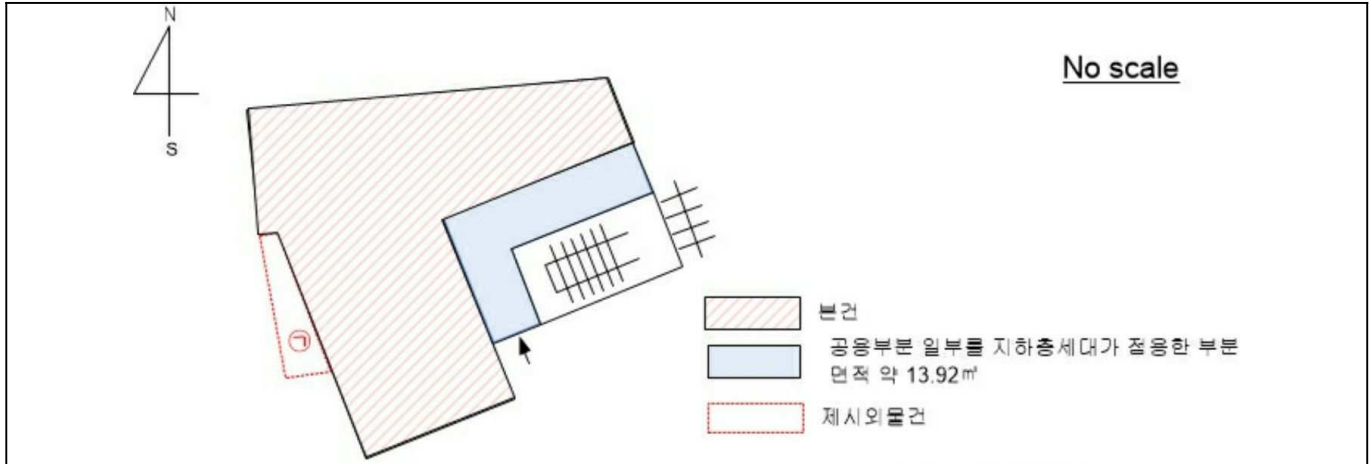 N
S
No scale
㉠
본건
공용부분 일부를 지하층세대가 점용한 부분
면적 약 13.92㎡
제시외물건